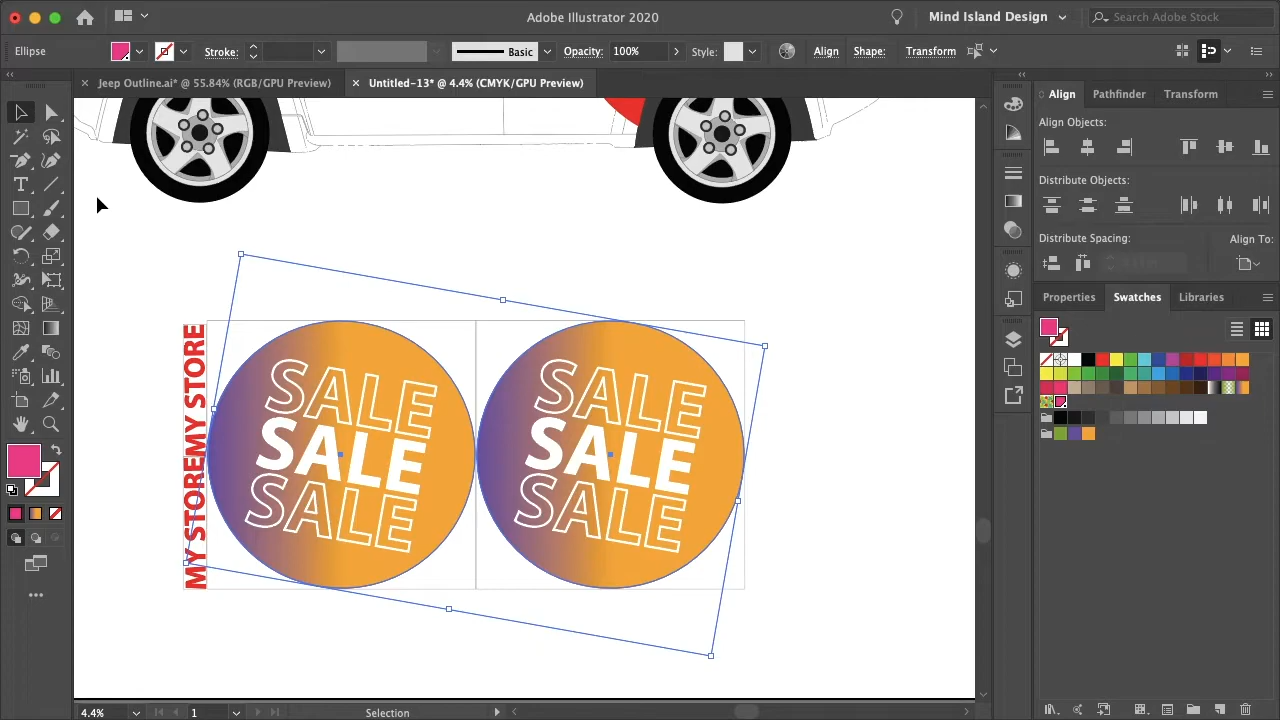 Adobe Illustrator 2020
Mind Island Design
Search Adobe Stock
Ellipse
Stroke:
Basic
Opacity:
100%
Style:
Align
Shape:
Transform
Jeep Outline.ai* @ 55.84% (RGB/GPU Preview)
Untitled-13* @ 4.4% (CMYK/GPU Preview)
Align
Pathfinder
Transform
Align Objects:
Distribute Objects:
Distribute Spacing:
Align To:
Properties
Swatches
Libraries
MY STOREMY STORE
SALE
SALE
SALE
SALE
SALE
SALE
4.4%
1
Selection